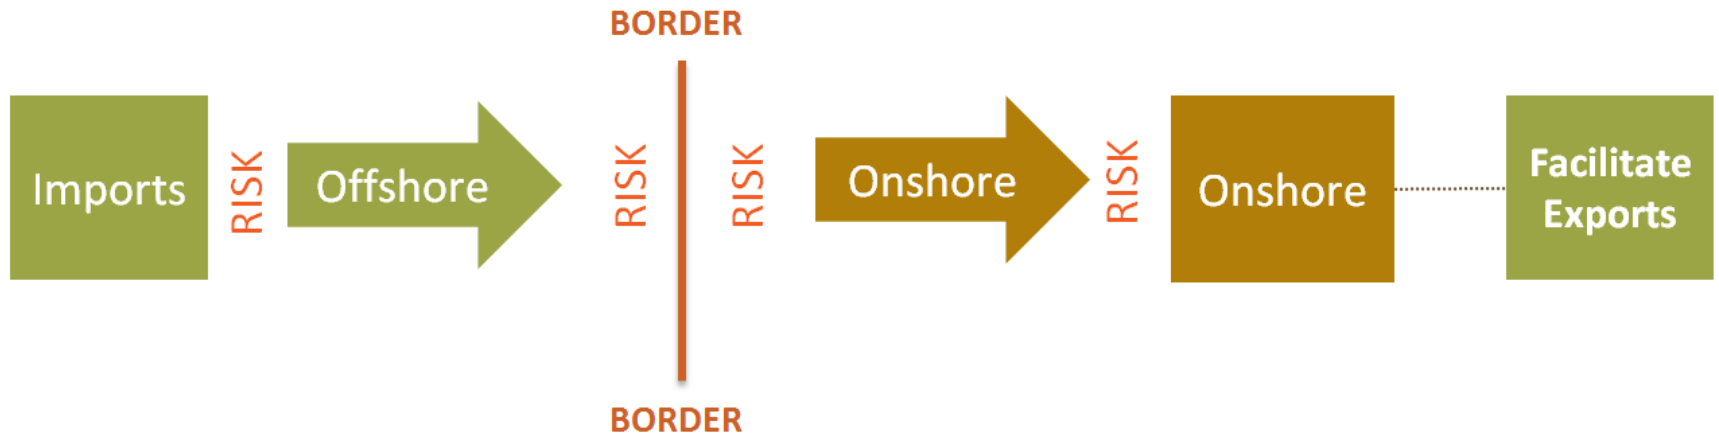 BORDER
Imports
RISK
Offshore
RISK
RISK
Onshore
RISK
Onshore
Facilitate
Exports
BORDER